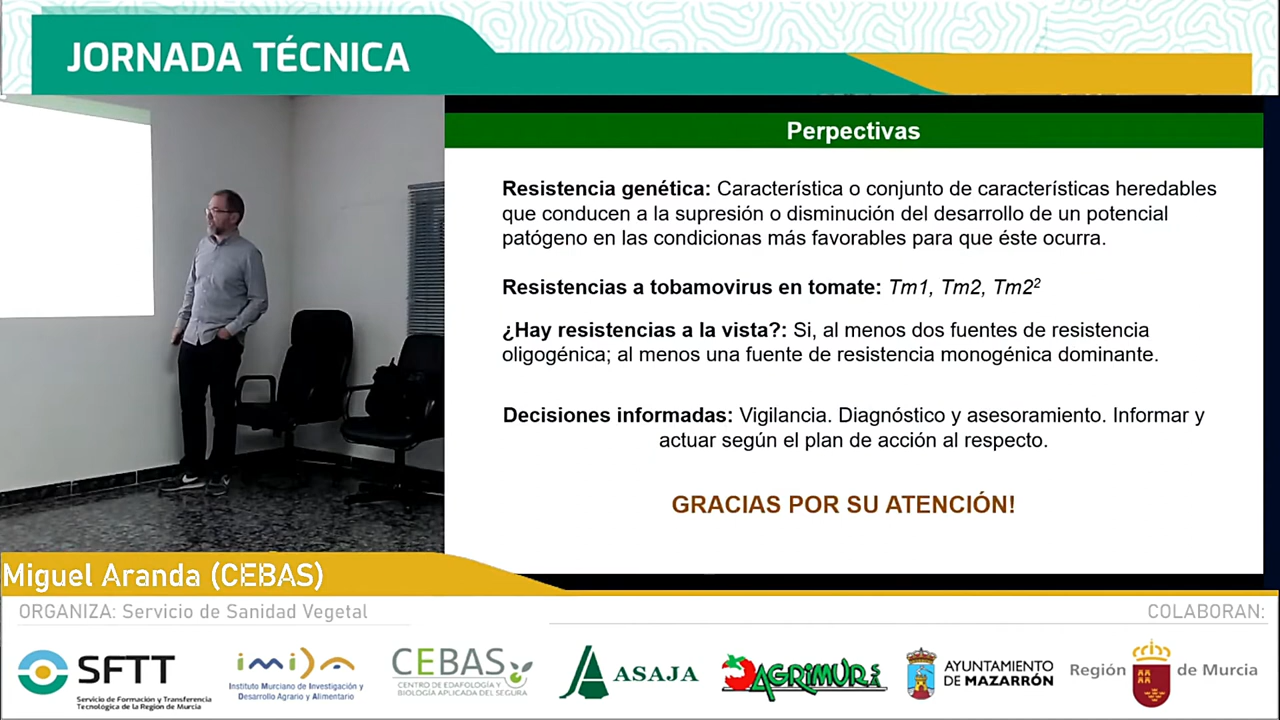 JORNADA TÉCNICA
Perpectivas
Resistencia genética: Característica o conjunto de características heredables
que conducen a la supresión o disminución del desarrollo de un potencial
patógeno en las condicionas más favorables para que éste ocurra.
Resistencias a tobamovirus en tomate: Tm1, Tm2, Tm2²
¿Hay resistencias a la vista?: Si, al menos dos fuentes de resistencia
oligogénica; al menos una fuente de resistencia monogénica dominante.
Decisiones informadas: Vigilancia. Diagnóstico y asesoramiento. Informar y
actuar según el plan de acción al respecto.
GRACIAS POR SU ATENCIÓN!
Miguel Aranda (CEBAS)
ORGANIZA: Servicio de Sanidad Vegetal
COLABORAN:
SFTT
Servicio de Formación y Transferencia
Tecnológica de la Región de Murcia
imida
Instituto Murciano de Investigación y
Desarrollo Agrario y Alimentario
CEBAS
CENTRO DE EDAFOLOGÍA Y
BIOLOGÍA APLICADA DEL SEGURA
ASAJA
AGRIMUR
AYUNTAMIENTO
DE MAZARRÓN
Región de Murcia